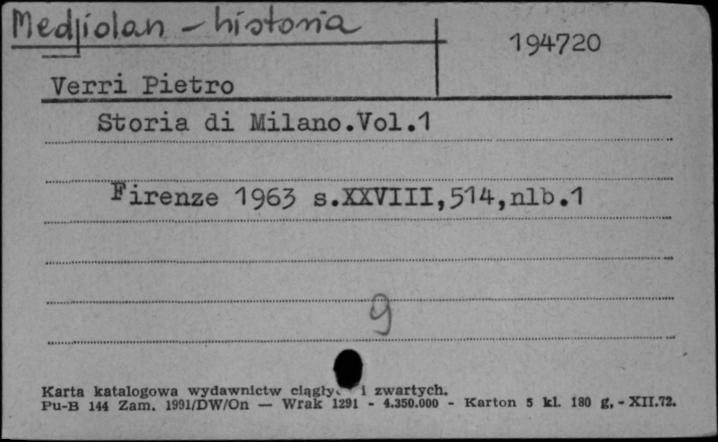 Mediolan - historia
194720
Verri Pietro
Storia di Milano.Vol.1
Firenze 1963 s.XXVIII,514,nlb.1
9
Karta katalogowa wydawnictw i zwartych.
Pu-B 144 Zam. 1991/DW/On — Wrak 1291 - 4.350.000 - Karton 5 kl. 180 g. - XII.72.